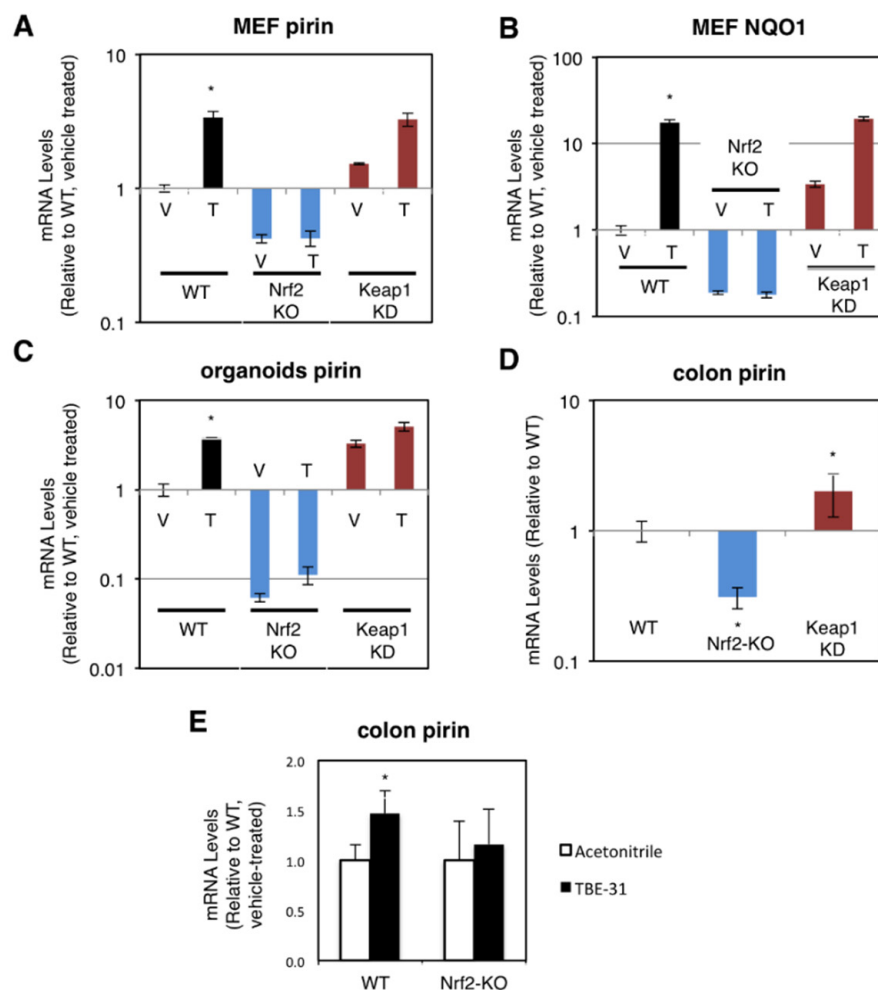 A
MEF pirin
mRNA Levels
(Relative to WT, vehicle treated)
10
1
0.1
*
V
T
V
T
V
T
WT
Nrf2
KO
Keap1
KD
B
MEF NQO1
mRNA Levels
(Relative to WT, vehicle treated)
100
10
1
0.1
*
Nrf2
KO
V
T
V
T
V
T
WT
Keap1
KD
C
organoids pirin
mRNA Levels
(Relative to WT, vehicle treated)
10
1
0.1
0.01
*
V
T
V
T
V
T
WT
Nrf2
KO
Keap1
KD
D
colon pirin
mRNA Levels (Relative to WT)
10
1
0.1
*
*
WT
Nrf2-KO
Keap1
KD
E
colon pirin
mRNA Levels
(Relative to WT,
vehicle-treated)
2.0
1.5
1.0
0.5
0.0
*
WT
Nrf2-KO
Acetonitrile
TBE-31